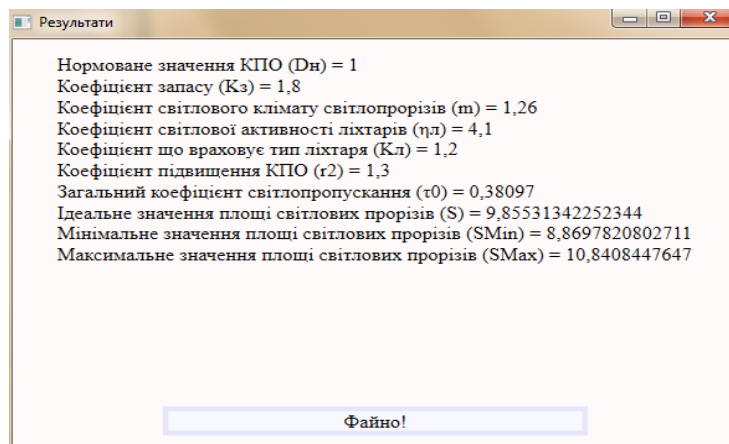 Результати
Нормоване значення КПО (Dн) = 1
Коефіцієнт запасу (Kз) = 1,8
Коефіцієнт світлового клімату світлопрорізів (m) = 1,26
Коефіцієнт світлової активності ліхтарів (ηл) = 4,1
Коефіцієнт що враховує тип ліхтаря (Kл) = 1,2
Коефіцієнт підвищення КПО (r2) = 1,3
Загальний коефіцієнт світлопропускання (τ0) = 0,38097
Ідеальне значення площі світлових прорізів (S) = 9,85531342252344
Мінімальне значення площі світлових прорізів (SMin) = 8,8697820802711
Максимальне значення площі світлових прорізів (SMax) = 10,8408447647
Файно!